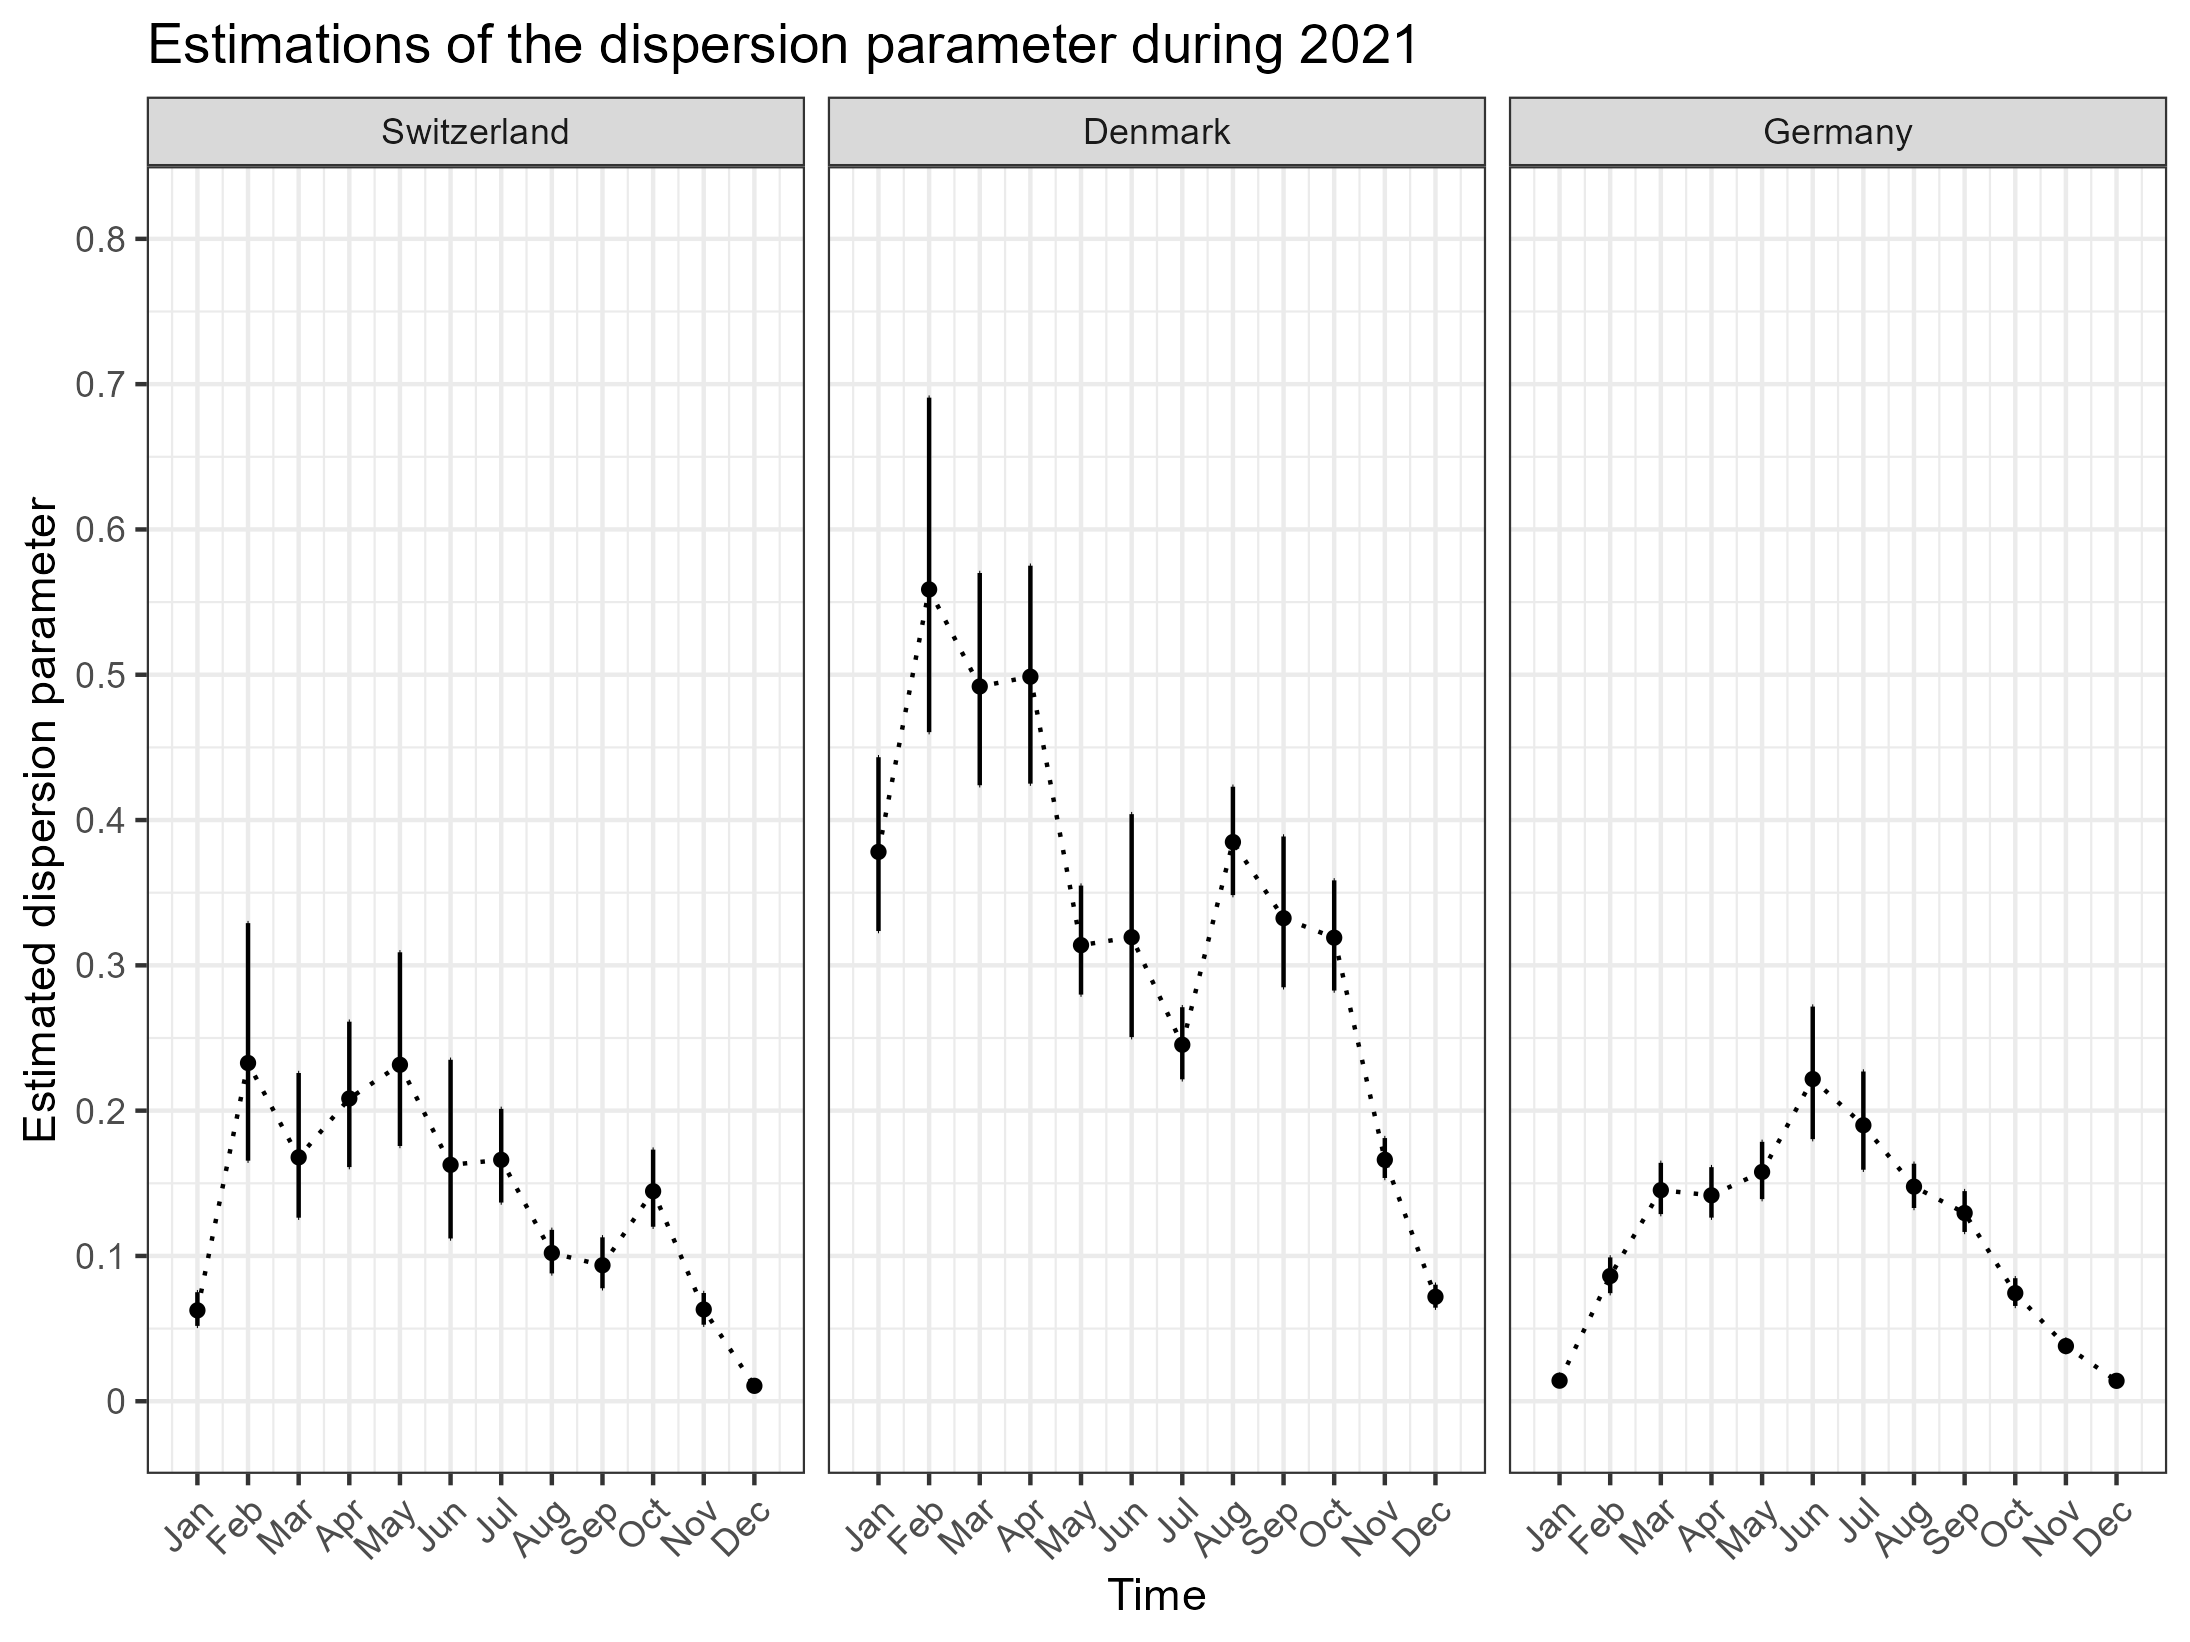 Estimations of the dispersion parameter during 2021
Switzerland
Denmark
Germany
Estimated dispersion parameter
0.8
0.7
0.6
0.5
0.4
0.3
0.2
0.1
0
Jan Feb Mar Apr May Jun Jul Aug Sep Oct Nov Dec
Jan Feb Mar Apr May Jun Jul Aug Sep Oct Nov Dec
Jan Feb Mar Apr May Jun Jul Aug Sep Oct Nov Dec
Time